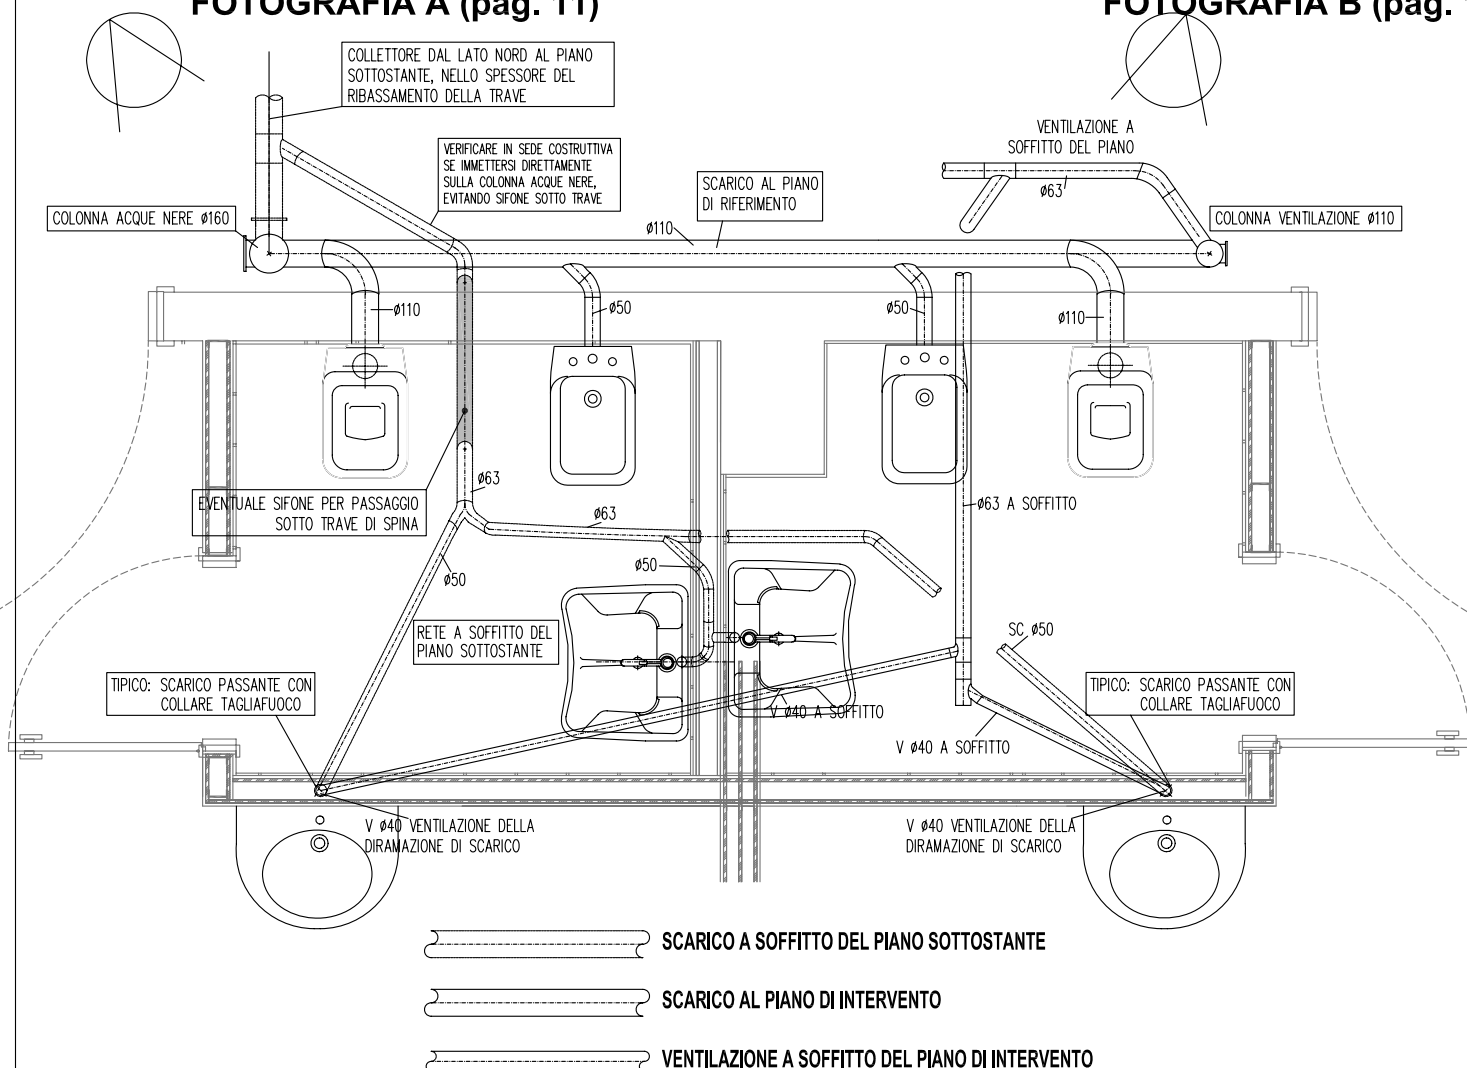 FOTOGRAFIA A (pag. 11)
FOTOGRAFIA B (pag.
COLLETTORE DAL LATO NORD AL PIANO
SOTTOSTANTE, NELLO SPESSORE DEL
RIBASSAMENTO DELLA TRAVE
VERIFICARE IN SEDE COSTRUTTIVA
SE IMMETTERSI DIRETTAMENTE
SULLA COLONNA ACQUE NERE,
EVITANDO SIFONE SOTTO TRAVE
VENTILAZIONE A
SOFFITTO DEL PIANO
ø63
SCARICO AL PIANO
DI RIFERIMENTO
COLONNA ACQUE NERE ø160
ø110
COLONNA VENTILAZIONE ø110
ø110
ø50
ø50
ø110
ø63
EVENTUALE SIFONE PER PASSAGGIO
SOTTO TRAVE DI SPINA
ø63
ø63 A SOFFITTO
ø50
ø50
RETE A SOFFITTO DEL
PIANO SOTTOSTANTE
SC ø50
TIPICO: SCARICO PASSANTE CON
COLLARE TAGLIAFUOCO
TIPICO: SCARICO PASSANTE CON
COLLARE TAGLIAFUOCO
V ø40 A SOFFITTO
V ø40 A SOFFITTO
V ø40 VENTILAZIONE DELLA
DIRAMAZIONE DI SCARICO
V ø40 VENTILAZIONE DELLA
DIRAMAZIONE DI SCARICO
SCARICO A SOFFITTO DEL PIANO SOTTOSTANTE
SCARICO AL PIANO DI INTERVENTO
VENTILAZIONE A SOFFITTO DEL PIANO DI INTERVENTO